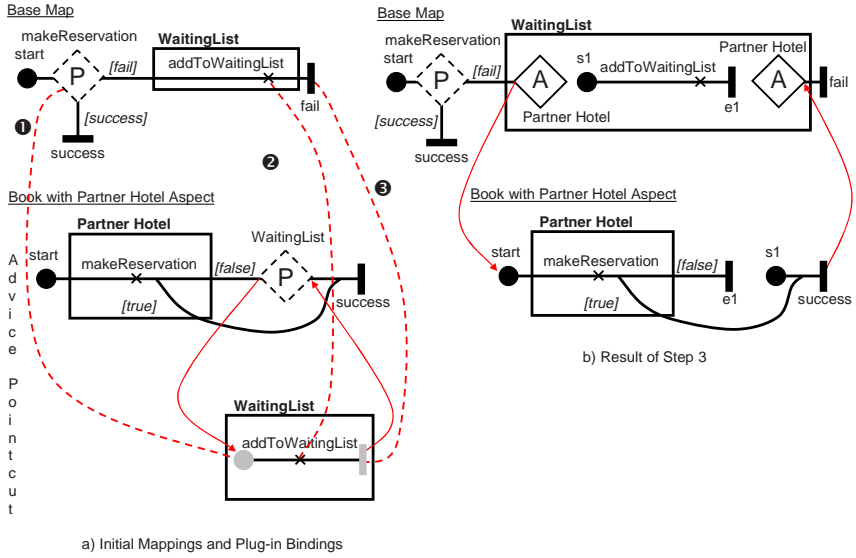 Base Map
makeReservation
start
P
[fail]
WaitingList
addToWaitingList
fail
[success]
success
❶
❷
❸
Book with Partner Hotel Aspect
Advice Pointcut
Partner Hotel
start
makeReservation
[false]
[true]
WaitingList
P
success
WaitingList
addToWaitingList
a) Initial Mappings and Plug-in Bindings
Base Map
makeReservation
start
P
[fail]
[success]
success
WaitingList
A
Partner Hotel
s1
addToWaitingList
e1
Partner Hotel
A
fail
Book with Partner Hotel Aspect
Partner Hotel
start
makeReservation
[false]
[true]
e1
s1
success
b) Result of Step 3